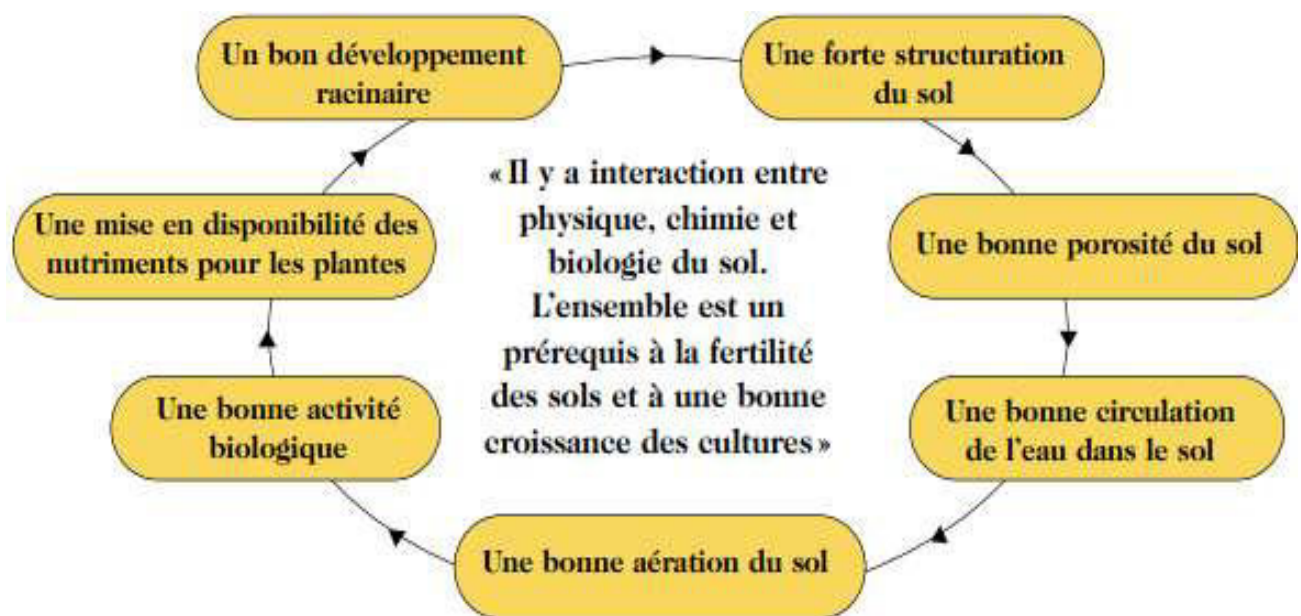 Un bon développement
racinaire
Une forte structuration
du sol
Une bonne porosité du sol
Une bonne circulation
de l'eau dans le sol
Une bonne aération du sol
Une bonne activité
biologique
Une mise en disponibilité des
nutriments pour les plantes
« Il y a interaction entre
physique, chimie et
biologie du sol.
L'ensemble est un
prérequis à la fertilité
des sols et à une bonne
croissance des cultures »